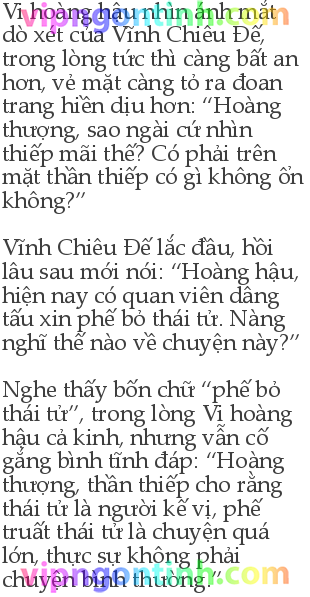 Vi hoàng hậu nhìn ánh mắt
dò xét của Vĩnh Chiêu Đế,
trong lòng tức thì càng bất an
hơn, vẻ mặt càng tỏ ra đoan
trang hiền dịu hơn: “Hoàng
thượng, sao ngài cứ nhìn
thiếp mãi thế? Có phải trên
mặt thần thiếp có gì không ổn
không?”
Vĩnh Chiêu Đế lắc đầu, hồi
lâu sau mới nói: “Hoàng hậu,
hiện nay có quan viên dâng
tấu xin phế bỏ thái tử. Nàng
nghĩ thế nào về chuyện này?”
Nghe thấy bốn chữ “phế bỏ
thái tử”, trong lòng Vi hoàng
hậu cả kinh, nhưng vẫn cố
gắng bình tĩnh đáp: “Hoàng
thượng, thần thiếp cho rằng
thái tử là người kế vị, phế
truất thái tử là chuyện quá
lớn, thực sự không phải
chuyện bình thường.”
vipngontinh.com
vipngontinh.com